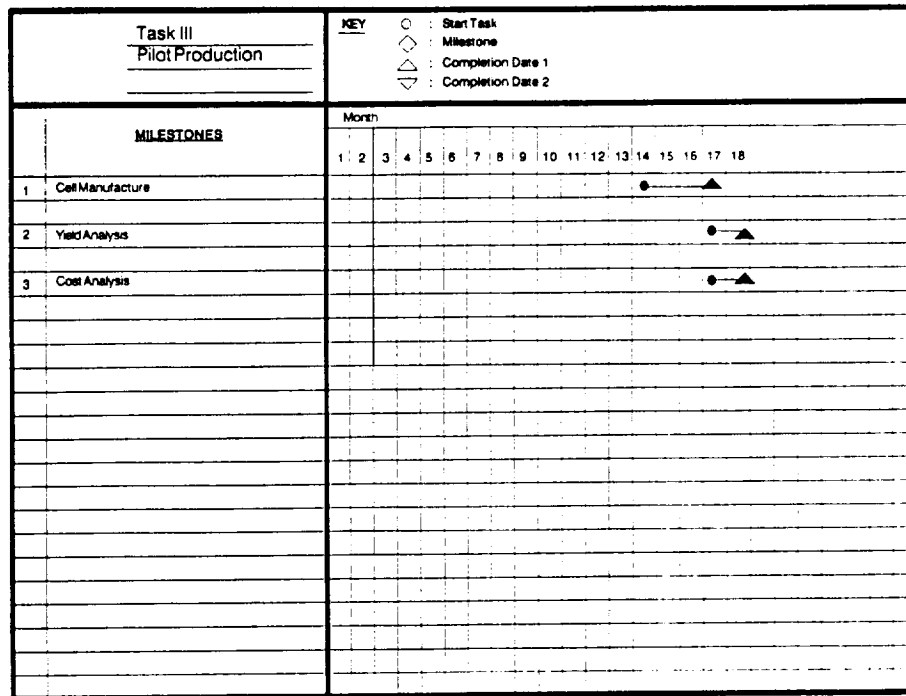 Task III
Pilot Production
KEY
○ : Start Task
◇ : Milestone
△ : Completion Date 1
▽ : Completion Date 2
MILESTONES
Month
1 2 3 4 5 6 7 8 9 10 11 12 13 14 15 16 17 18
1 Cell Manufacture
2 Yield Analysis
3 Cost Analysis